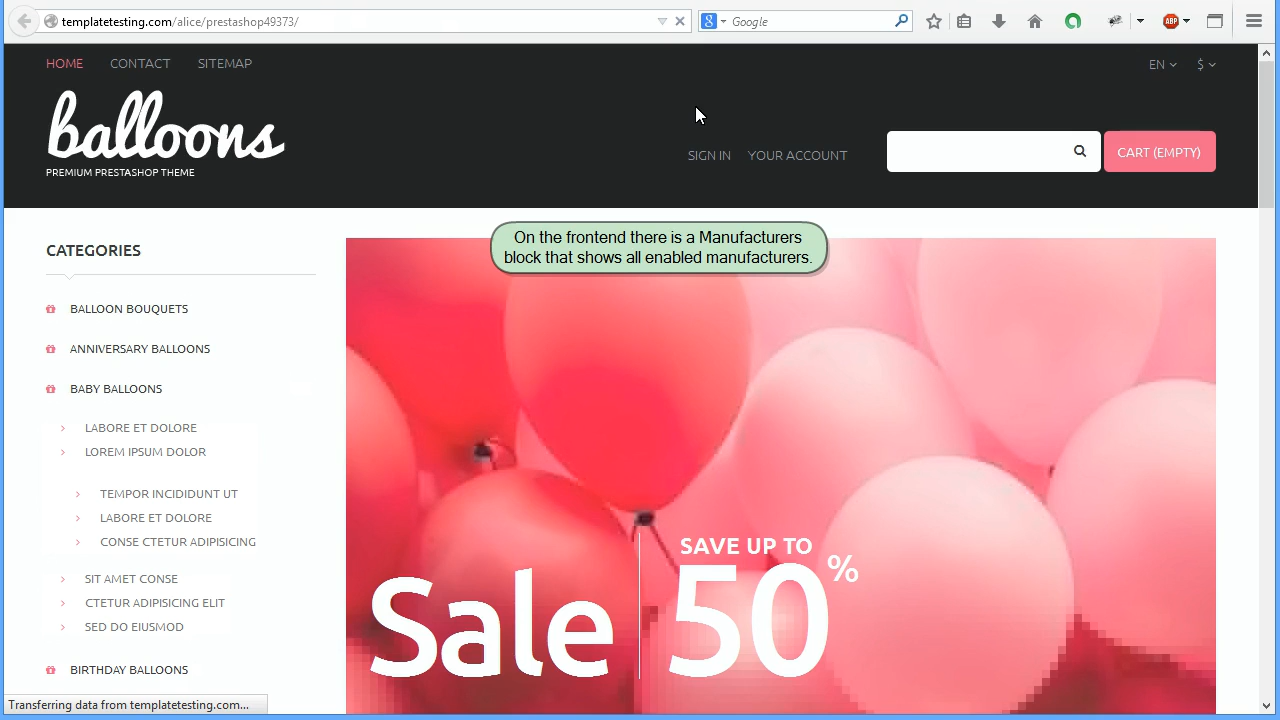 templatetesting.com/alice/prestashop49373/
Google
ABP
HOME CONTACT SITEMAP
EN $
balloons
PREMIUM PRESTASHOP THEME
SIGN IN YOUR ACCOUNT
CART (EMPTY)
On the frontend there is a Manufacturers
block that shows all enabled manufacturers.
CATEGORIES
BALLOON BOUQUETS
ANNIVERSARY BALLOONS
BABY BALLOONS
LABORE ET DOLORE
LOREM IPSUM DOLOR
TEMPOR INCIDIDUNT UT
LABORE ET DOLORE
CONSE CTETUR ADIPISICING
SIT AMET CONSE
CTETUR ADIPISICING ELIT
SED DO EIUSMOD
BIRTHDAY BALLOONS
Sale
SAVE UP TO
50%
Transferring data from templatetesting.com...